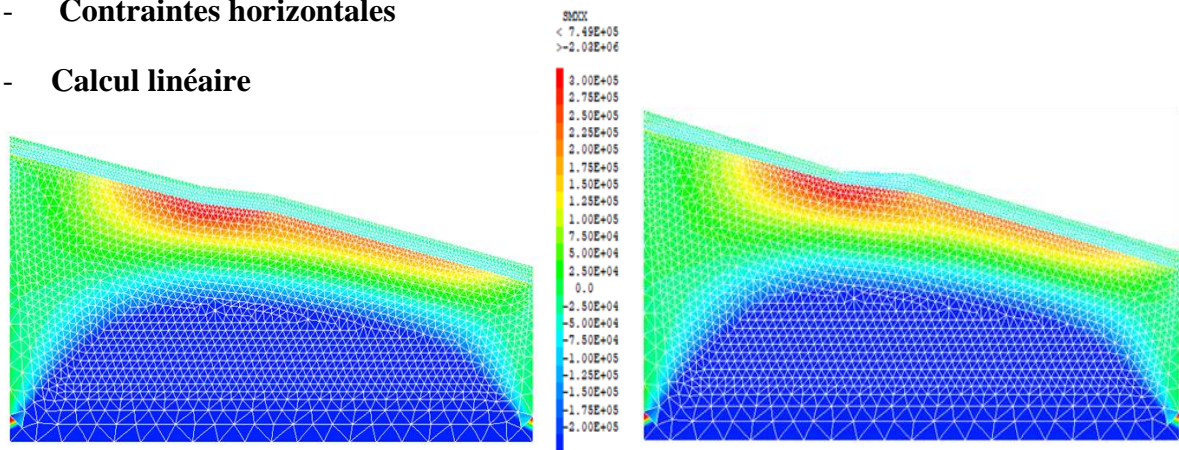 - Contraintes horizontales
- Calcul linéaire
SMXX
< 7.49E+05
>-2.03E+06
3.00E+05
2.75E+05
2.50E+05
2.25E+05
2.00E+05
1.75E+05
1.50E+05
1.25E+05
1.00E+05
7.50E+04
5.00E+04
2.50E+04
0.0
-2.50E+04
-5.00E+04
-7.50E+04
-1.00E+05
-1.25E+05
-1.50E+05
-1.75E+05
-2.00E+05